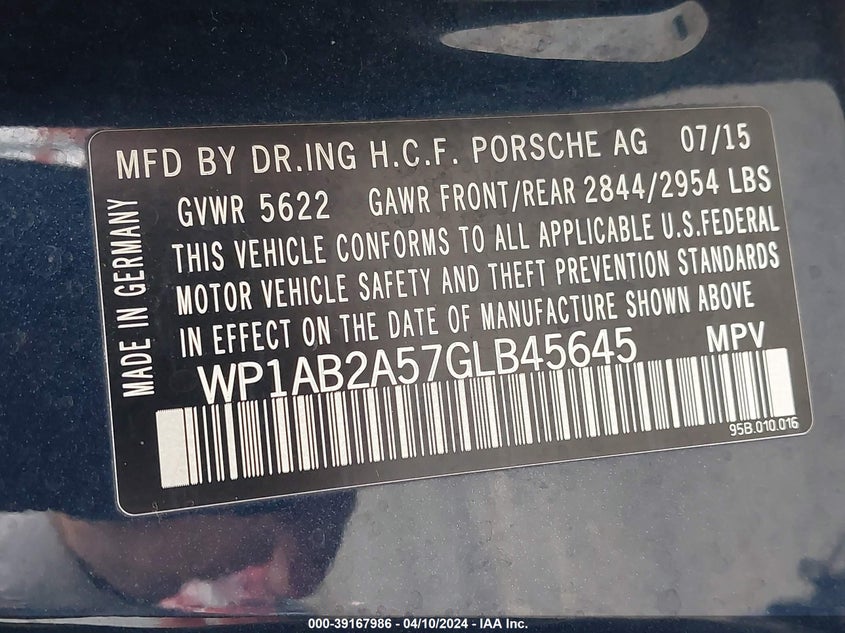 MFD BY DR.ING H.C.F. PORSCHE AG 07/15
GVWR 5622 GAWR FRONT/REAR 2844/2954 LBS
THIS VEHICLE CONFORMS TO ALL APPLICABLE U.S.FEDERAL
MOTOR VEHICLE SAFETY AND THEFT PREVENTION STANDARDS
IN EFFECT ON THE DATE OF MANUFACTURE SHOWN ABOVE
WP1AB2A57GLB45645 MPV
95B.010.016
MADE IN GERMANY
000-39167986 - 04/10/2024 - IAA Inc.